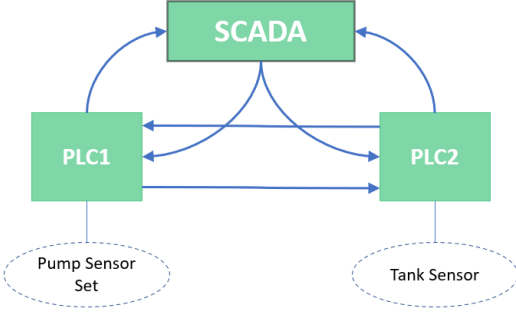 SCADA
PLC1
PLC2
Pump Sensor
Set
Tank Sensor